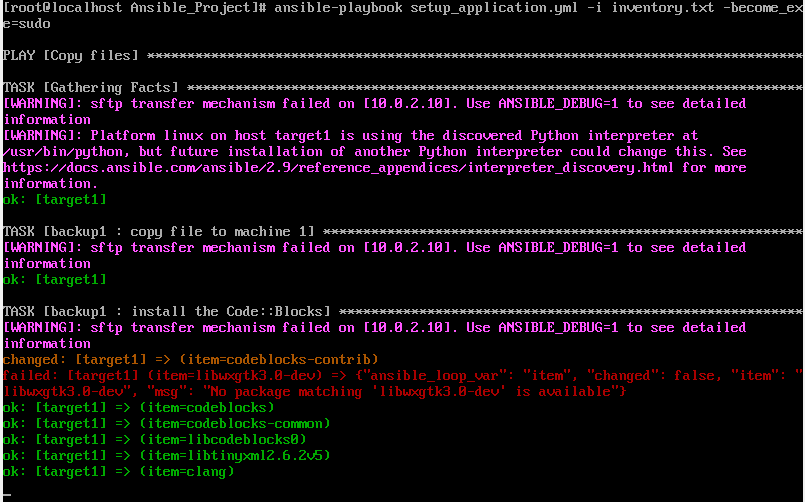 [root@localhost Ansible_Project]# ansible-playbook setup_application.yml -i inventory.txt -become_ex
e=sudo
PLAY [Copy files] **********************************************************************************
TASK [Gathering Facts] *****************************************************************************
[WARNING]: sftp transfer mechanism failed on [10.0.2.10]. Use ANSIBLE_DEBUG=1 to see detailed
information
[WARNING]: Platform linux on host target1 is using the discovered Python interpreter at
/usr/bin/python, but future installation of another Python interpreter could change this. See
https://docs.ansible.com/ansible/2.9/reference_appendices/interpreter_discovery.html for more
information.
ok: [target1]
TASK [backup1 : copy file to machine 1] ************************************************************
[WARNING]: sftp transfer mechanism failed on [10.0.2.10]. Use ANSIBLE_DEBUG=1 to see detailed
information
ok: [target1]
TASK [backup1 : install the Code::Blocks] **********************************************************
[WARNING]: sftp transfer mechanism failed on [10.0.2.10]. Use ANSIBLE_DEBUG=1 to see detailed
information
changed: [target1] => (item=codeblocks-contrib)
failed: [target1] (item=libwxgtk3.0-dev) => {"ansible_loop_var": "item", "changed": false, "item": "
libwxgtk3.0-dev", "msg": "No package matching 'libwxgtk3.0-dev' is available"}
ok: [target1] => (item=codeblocks)
ok: [target1] => (item=codeblocks-common)
ok: [target1] => (item=libcodeblocks0)
ok: [target1] => (item=libtinyxml2.6.2v5)
ok: [target1] => (item=clang)